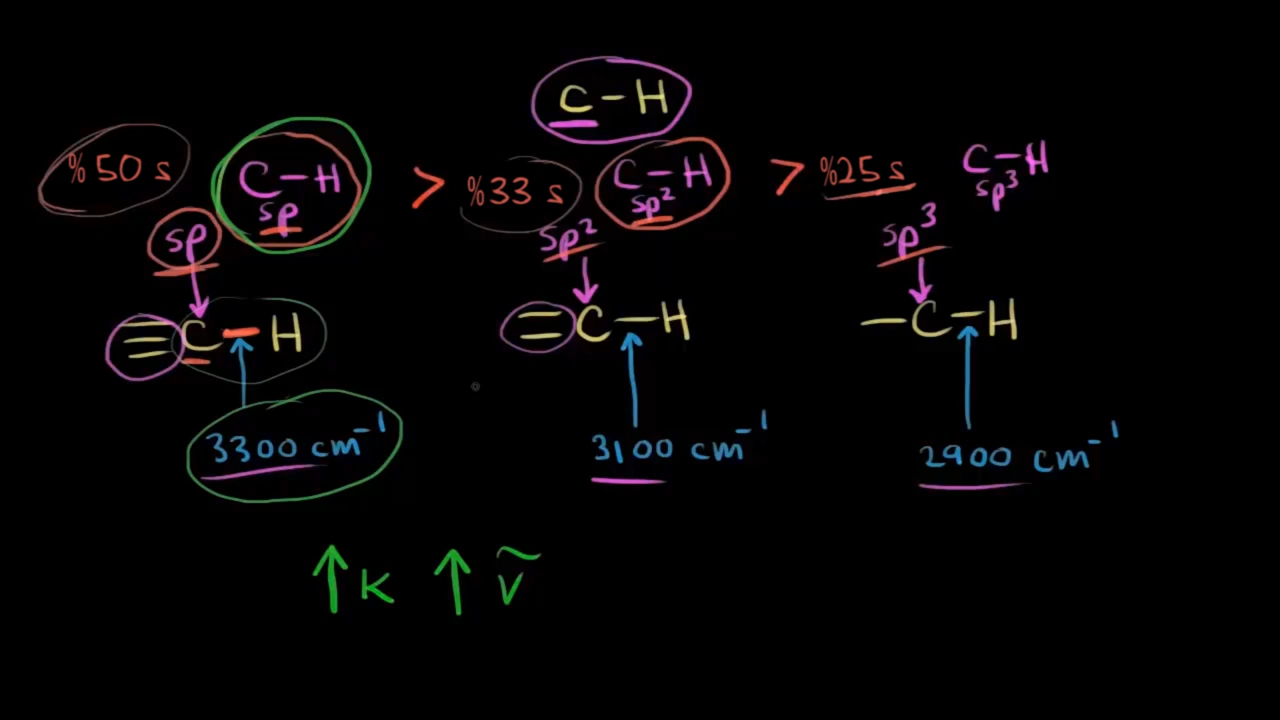 C-H
%50 s C-H > %33 s C-H > %25 s C-H
sp sp² sp³
sp sp² sp³
≡C-H =C-H -C-H
3300 cm⁻¹ 3100 cm⁻¹ 2900 cm⁻¹
↑K ↑ṽ